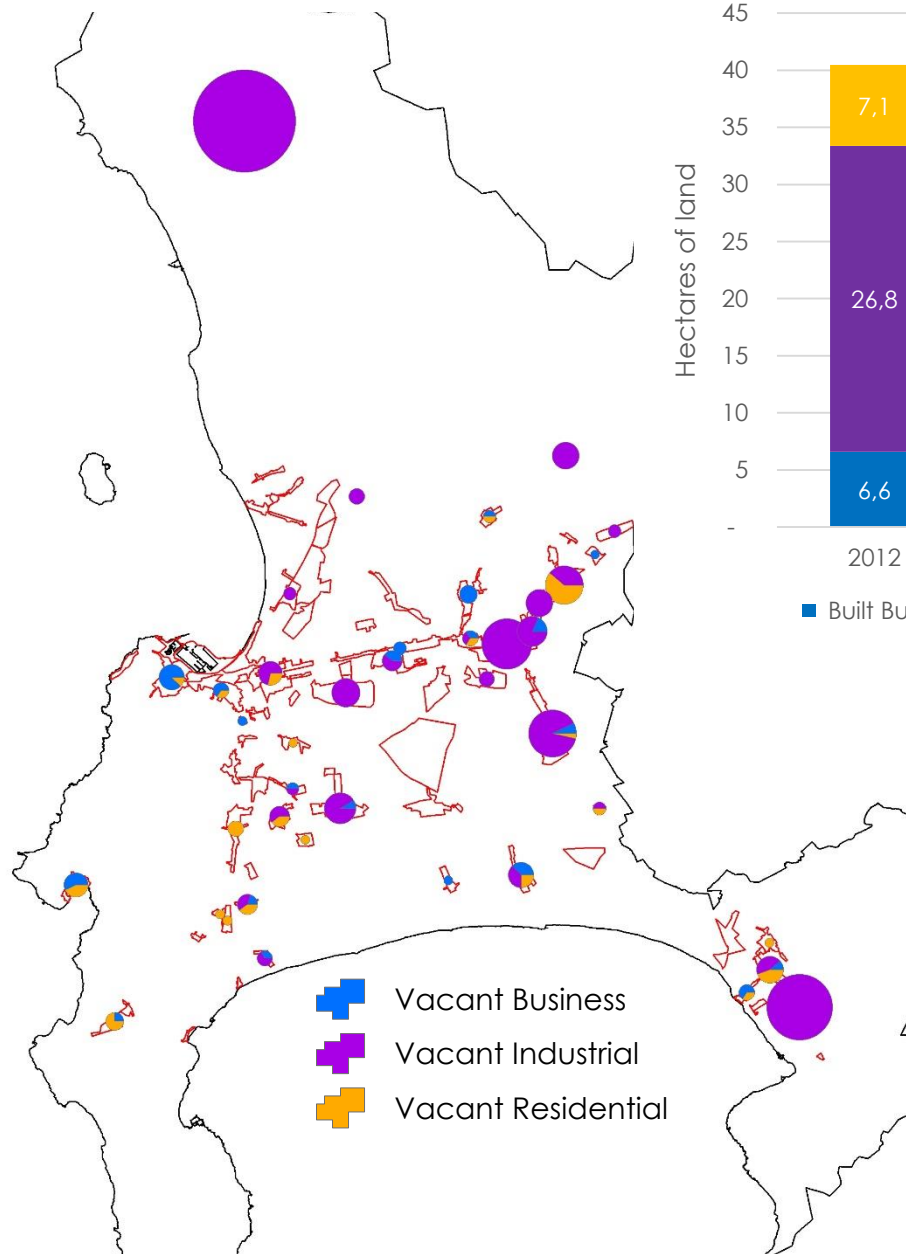 45
40
35
30
25
20
15
10
5
-
Hectares of land
7,1
26,8
6,6
2012
Built Bu
Vacant Business
Vacant Industrial
Vacant Residential